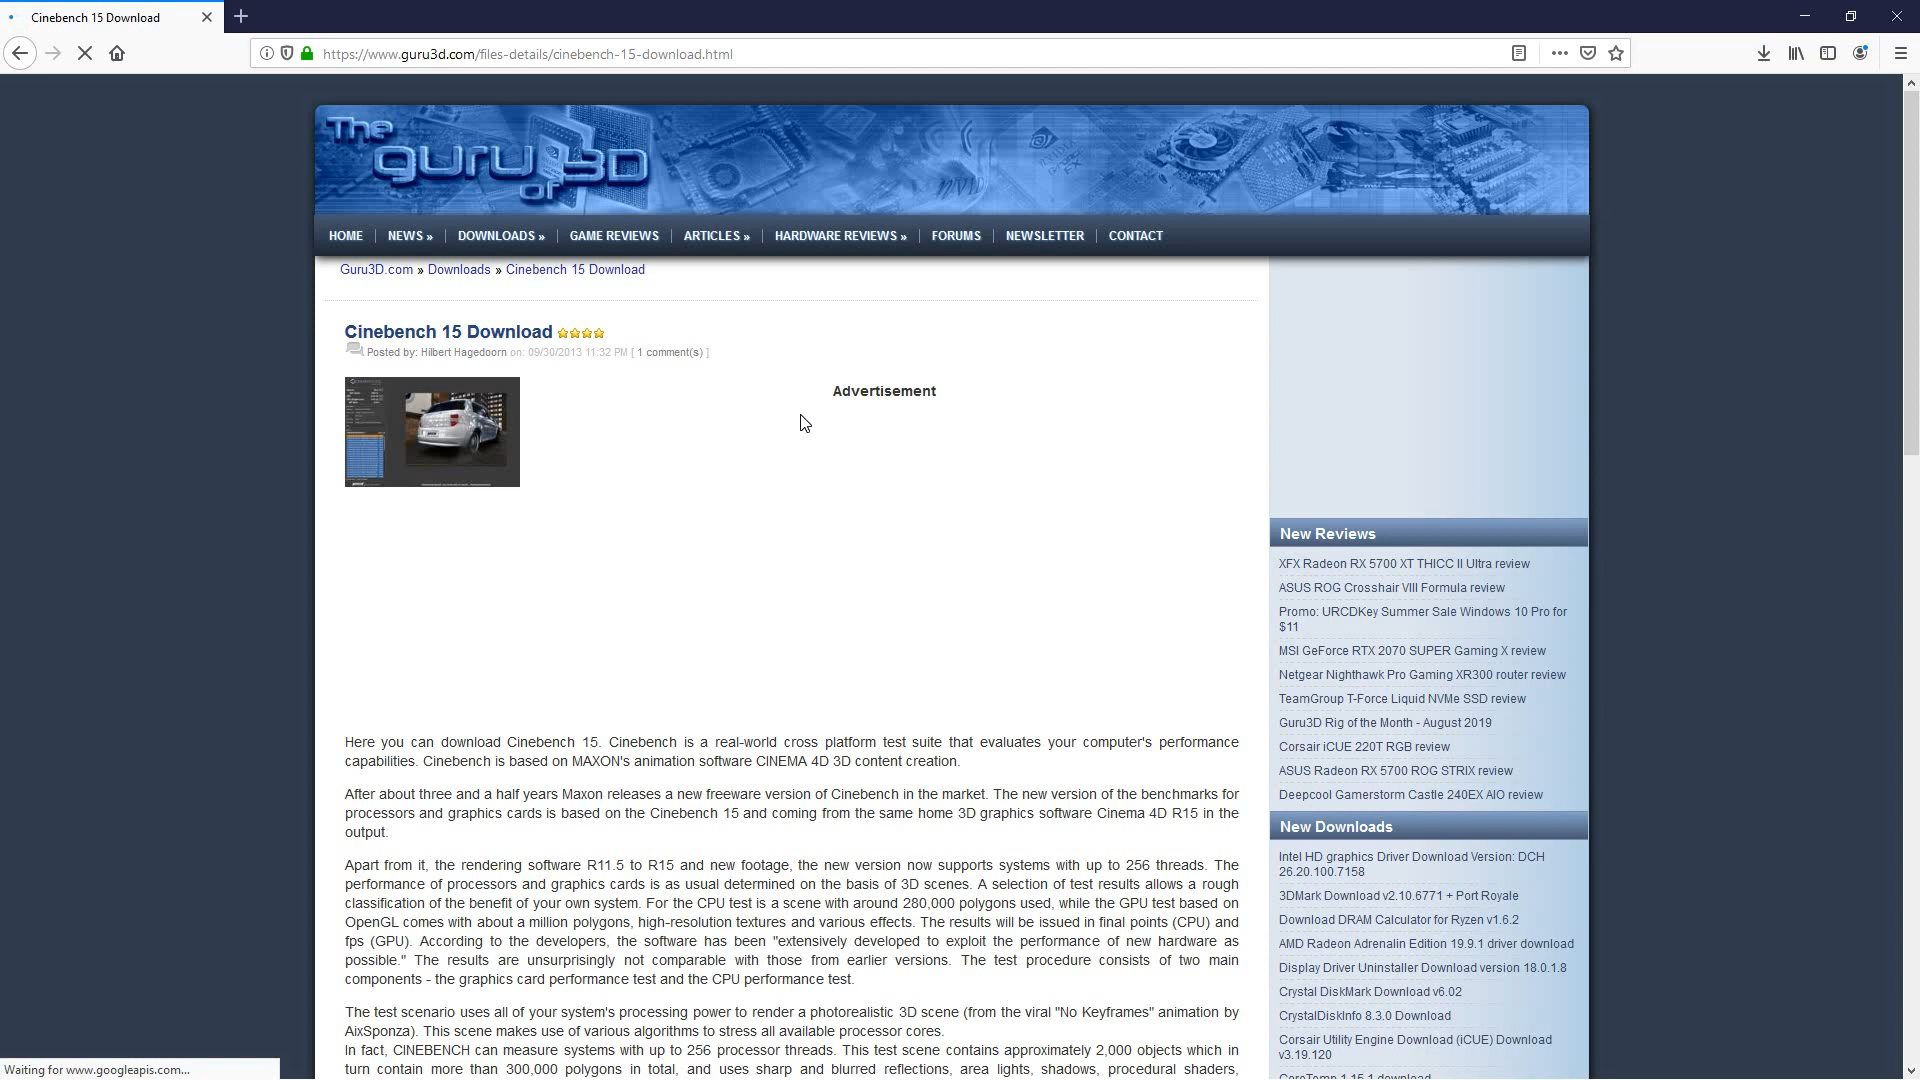 Cinebench 15 Download
https://www.guru3d.com/files-details/cinebench-15-download.html
The
guru
of 3D
HOME
NEWS »
DOWNLOADS »
GAME REVIEWS
ARTICLES »
HARDWARE REVIEWS »
FORUMS
NEWSLETTER
CONTACT
Guru3D.com » Downloads » Cinebench 15 Download
Cinebench 15 Download
Posted by: Hilbert Hagedoorn on: 09/30/2013 11:32 PM [ 1 comment(s) ]
Advertisement
Here you can download Cinebench 15. Cinebench is a real-world cross platform test suite that evaluates your computer's performance
capabilities. Cinebench is based on MAXON's animation software CINEMA 4D 3D content creation.
After about three and a half years Maxon releases a new freeware version of Cinebench in the market. The new version of the benchmarks for
processors and graphics cards is based on the Cinebench 15 and coming from the same home 3D graphics software Cinema 4D R15 in the
output.
Apart from it, the rendering software R11.5 to R15 and new footage, the new version now supports systems with up to 256 threads. The
performance of processors and graphics cards is as usual determined on the basis of 3D scenes. A selection of test results allows a rough
classification of the benefit of your own system. For the CPU test is a scene with around 280,000 polygons used, while the GPU test based on
OpenGL comes with about a million polygons, high-resolution textures and various effects. The results will be issued in final points (CPU) and
fps (GPU). According to the developers, the software has been "extensively developed to exploit the performance of new hardware as
possible." The results are unsurprisingly not comparable with those from earlier versions. The test procedure consists of two main
components - the graphics card performance test and the CPU performance test.
The test scenario uses all of your system's processing power to render a photorealistic 3D scene (from the viral "No Keyframes" animation by
AixSponza). This scene makes use of various algorithms to stress all available processor cores.
In fact, CINEBENCH can measure systems with up to 256 processor threads. This test scene contains approximately 2,000 objects which in
turn contain more than 300,000 polygons in total, and uses sharp and blurred reflections, area lights, shadows, procedural shaders,
New Reviews
XFX Radeon RX 5700 XT THICC II Ultra review
ASUS ROG Crosshair VIII Formula review
Promo: URCDKey Summer Sale Windows 10 Pro for
$11
MSI GeForce RTX 2070 SUPER Gaming X review
Netgear Nighthawk Pro Gaming XR300 router review
TeamGroup T-Force Liquid NVMe SSD review
Guru3D Rig of the Month - August 2019
Corsair iCUE 220T RGB review
ASUS Radeon RX 5700 ROG STRIX review
Deepcool Gamerstorm Castle 240EX AIO review
New Downloads
Intel HD graphics Driver Download Version: DCH
26.20.100.7158
3DMark Download v2.10.6771 + Port Royale
Download DRAM Calculator for Ryzen v1.6.2
AMD Radeon Adrenalin Edition 19.9.1 driver download
Display Driver Uninstaller Download version 18.0.1.8
Crystal DiskMark Download v6.02
CrystalDiskInfo 8.3.0 Download
Corsair Utility Engine Download (iCUE) Download
v3.19.120
CoreTemp 1.15.1 download
Waiting for www.googleapis.com...